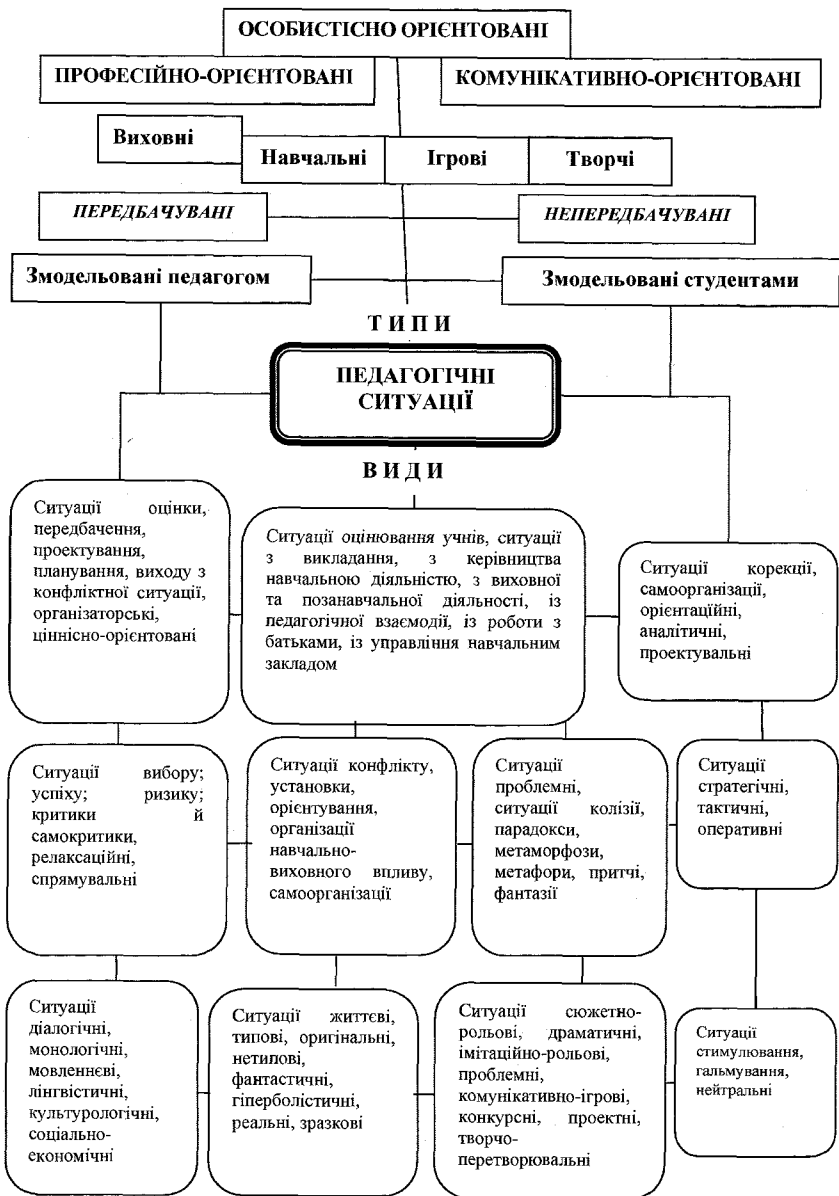 ОСОБИСТІСНО ОРІЄНТОВАНІ
ПРОФЕСІЙНО-ОРІЄНТОВАНІ
КОМУНІКАТИВНО-ОРІЄНТОВАНІ
Виховні
Навчальні
Ігрові
Творчі
ПЕРЕДБАЧУВАНІ
НЕПЕРЕДБАЧУВАНІ
Змодельовані педагогом
Змодельовані студентами
Т И П И
ПЕДАГОГІЧНІ
СИТУАЦІЇ
В И Д И
Ситуації оцінки,
передбачення,
проектування,
планування, виходу з
конфліктної ситуації,
організаторські,
ціннісно-орієнтовані
Ситуації оцінювання учнів, ситуації
з викладання, з керівництва
навчальною діяльністю, з виховної
та позанавчальної діяльності, із
педагогічної взаємодії, із роботи з
батьками, із управління навчальним
закладом
Ситуації корекції,
самоорганізації,
орієнтаційні,
аналітичні,
проектувальні
Ситуації вибору;
успіху; ризику;
критики й
самокритики,
релаксаційні,
спрямувальні
Ситуації конфлікту,
установки,
орієнтування,
організації
навчально-
виховного впливу,
самоорганізації
Ситуації
проблемні,
ситуації колізії,
парадокси,
метаморфози,
метафори, притчі,
фантазії
Ситуації
стратегічні,
тактичні,
оперативні
Ситуації
діалогічні,
монологічні,
мовленнєві,
лінгвістичні,
культурологічні,
соціально-
економічні
Ситуації життєві,
типові, оригінальні,
нетипові,
фантастичні,
гіперболістичні,
реальні, зразкові
Ситуації сюжетно-
рольові, драматичні,
імітаційно-рольові,
проблемні,
комунікативно-ігрові,
конкурсні, проектні,
творчо-
перетворювальні
Ситуації
стимулювання,
гальмування,
нейтральні